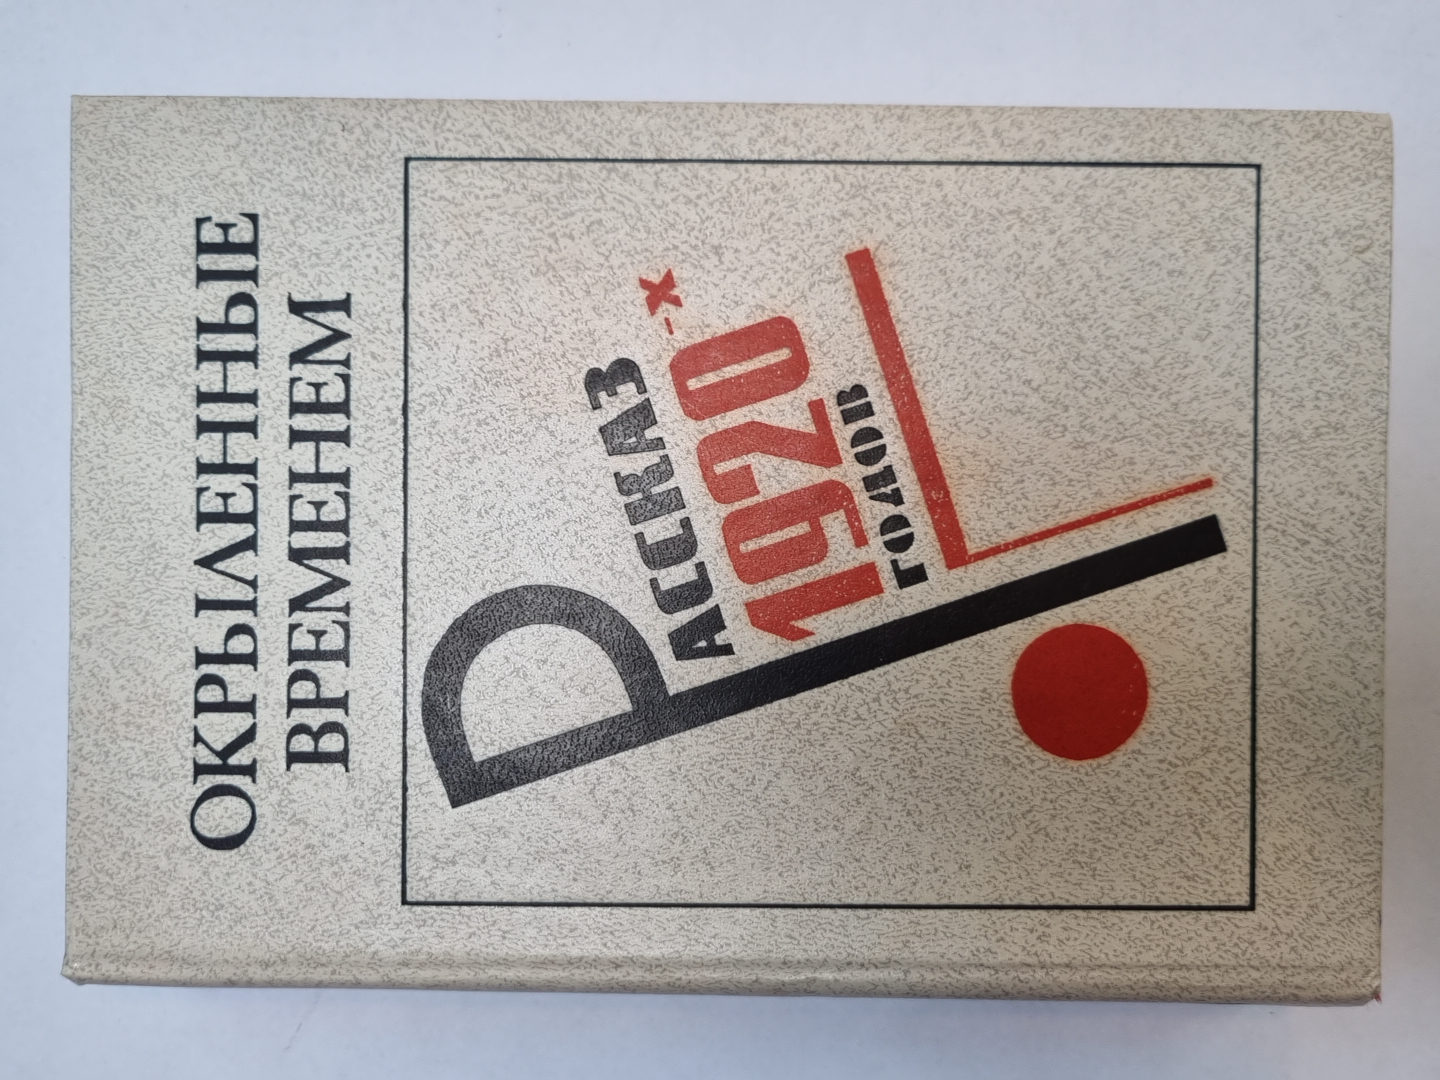 ОКРЫЛЕННЫЕ
ВРЕМЕНЕМ
РАССКАЗ
1920-х
ГОДОВ